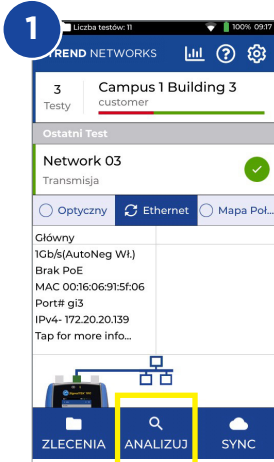 1
Liczba testów: 11
100% 09:17
TREND NETWORKS
3
Testy
Campus 1 Building 3
customer
Ostatni Test
Network 03
Transmisja
Optyczny
Ethernet
Mapa Poł...
Główny
1Gb/s(AutoNeg Wł.)
Brak PoE
MAC 00:16:06:91:5f:06
Port# gi3
IPv4- 172.20.20.139
Tap for more info...
ZLECENIA
ANALIZUJ
SYNC